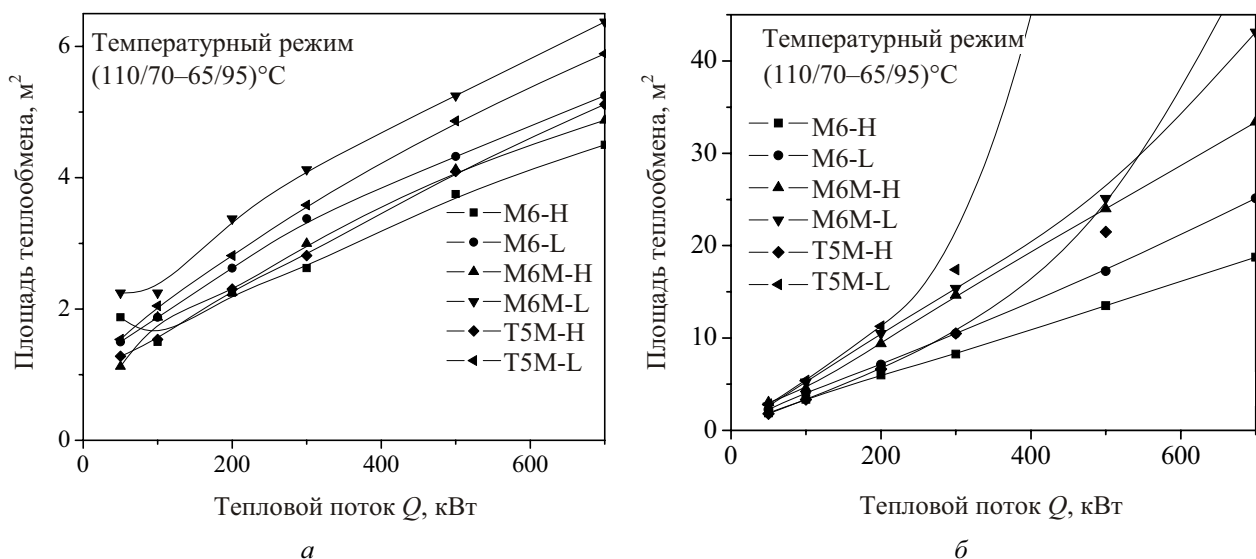 Температурный режим
(110/70–65/95)°C
Площадь теплообмена, м²
6
4
2
0
M6-H
M6-L
M6M-H
M6M-L
T5M-H
T5M-L
0
200
400
600
Тепловой поток Q, кВт
а
Температурный режим
(110/70–65/95)°C
Площадь теплообмена, м²
40
30
20
10
0
M6-H
M6-L
M6M-H
M6M-L
T5M-H
T5M-L
0
200
400
600
Тепловой поток Q, кВт
б